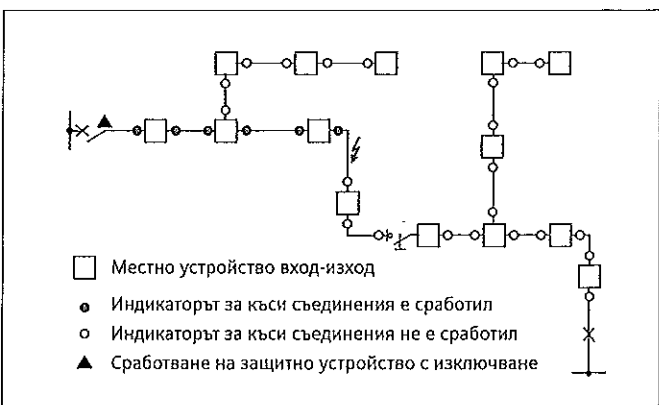 Местно устройство вход-изход
Индикаторът за къси съединения е сработил
Индикаторът за къси съединения не е сработил
Сработване на защитно устройство с изключване